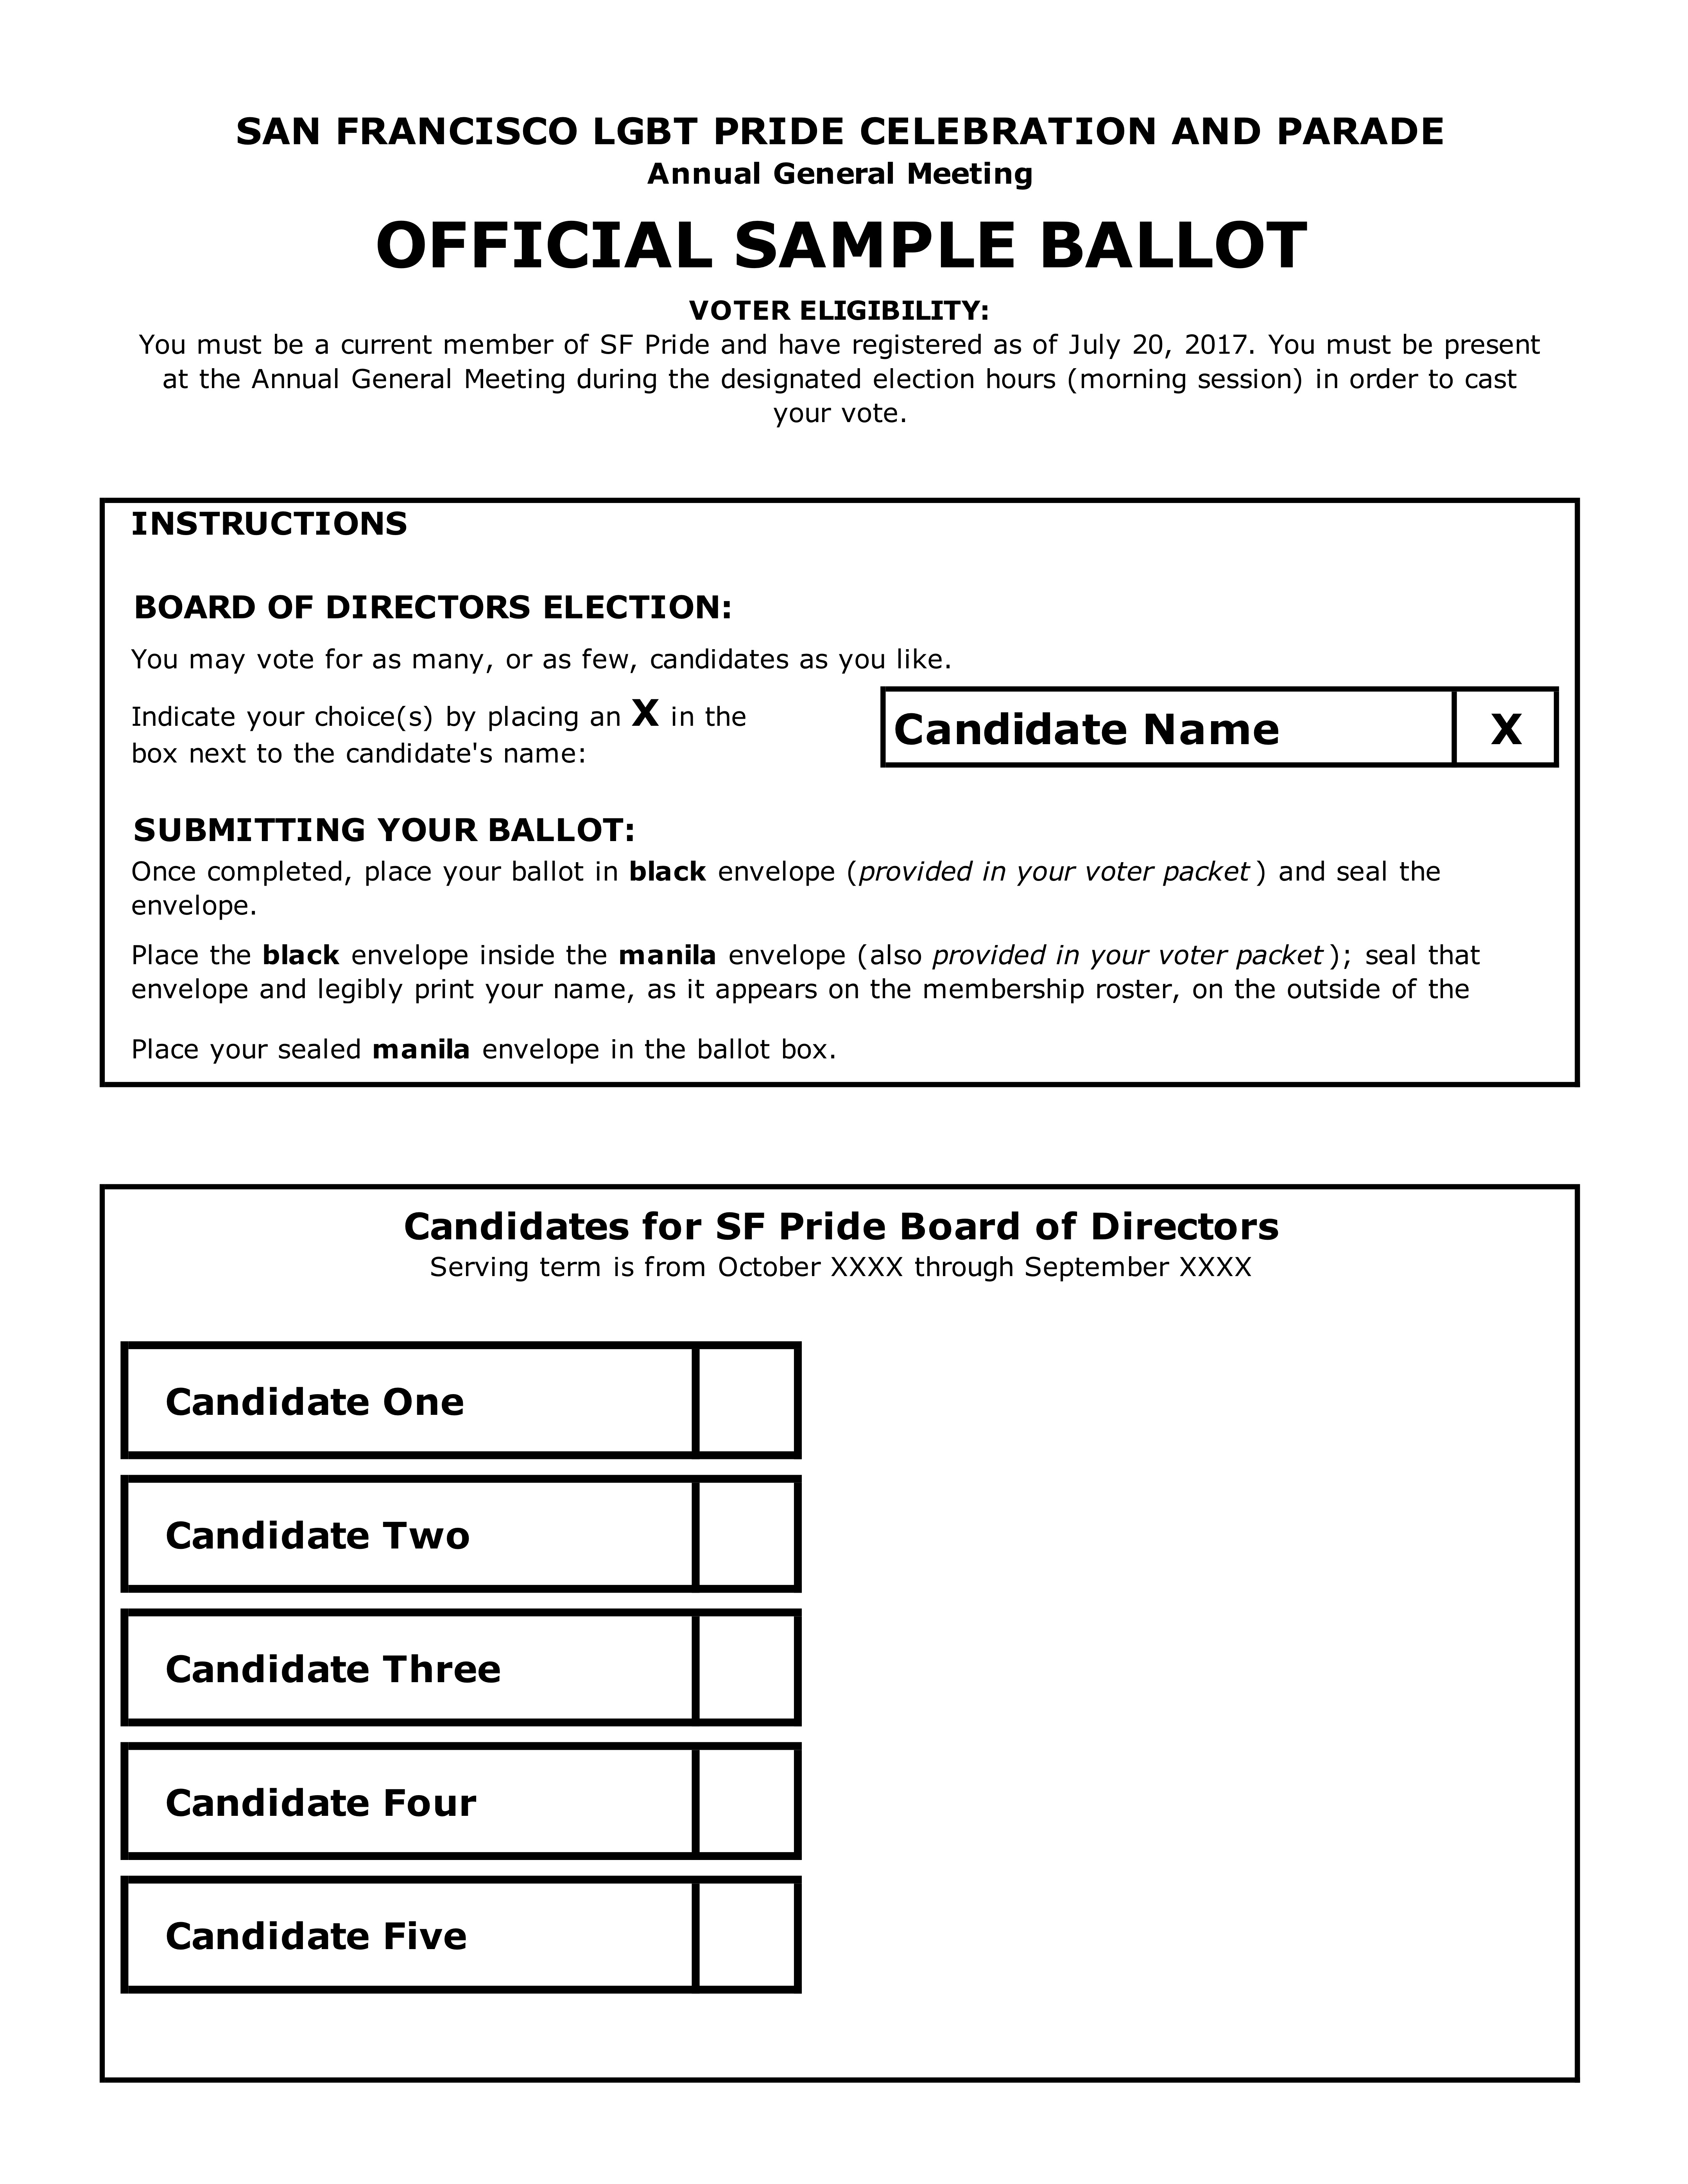 SAN FRANCISCO LGBT PRIDE CELEBRATION AND PARADE
Annual General Meeting
OFFICIAL SAMPLE BALLOT
VOTER ELIGIBILITY:
You must be a current member of SF Pride and have registered as of July 20, 2017. You must be present
at the Annual General Meeting during the designated election hours (morning session) in order to cast
your vote.
INSTRUCTIONS
BOARD OF DIRECTORS ELECTION:
You may vote for as many, or as few, candidates as you like.
Indicate your choice(s) by placing an X in the
box next to the candidate's name:
Candidate Name X
SUBMITTING YOUR BALLOT:
Once completed, place your ballot in black envelope (provided in your voter packet) and seal the
envelope.
Place the black envelope inside the manila envelope (also provided in your voter packet); seal that
envelope and legibly print your name, as it appears on the membership roster, on the outside of the
Place your sealed manila envelope in the ballot box.
Candidates for SF Pride Board of Directors
Serving term is from October XXXX through September XXXX
Candidate One
Candidate Two
Candidate Three
Candidate Four
Candidate Five